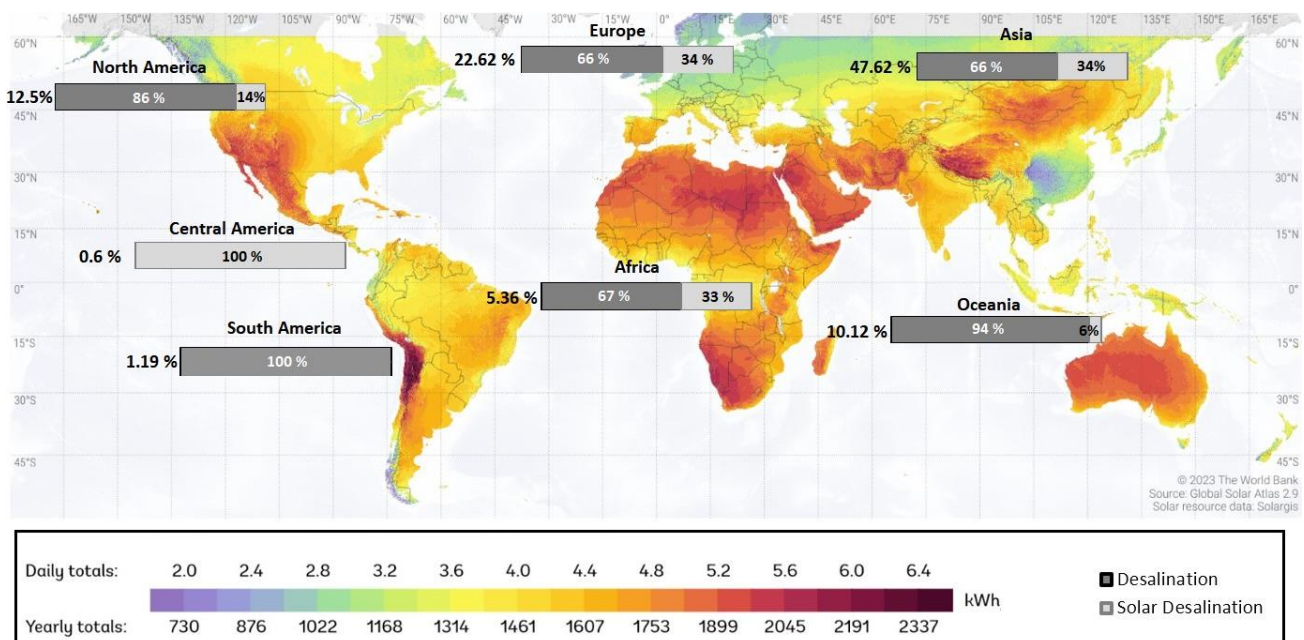 165°W 150°W 135°W 120°W 105°W 90°W 75°W 60°W 45°W 30°W 15°W 0° 15°E 30°E 45°E 60°E 75°E 90°E 105°E 120°E 135°E 150°E 165°E
Europe
Asia
60°N 60°N
22.62 % 66 % 34 %
47.62 % 66 % 34%
North America
12.5% 86 % 14%
45°N 45°N
30°N 30°N
15°N 15°N
Central America
0.6 % 100 %
Africa
0° 0°
5.36 % 67 % 33 %
Oceania
10.12 % 94 % 6%
South America
15°S 15°S
1.19 % 100 %
30°S 30°S
45°S 45°S
© 2023 The World Bank
Source: Global Solar Atlas 2.9
Solar resource data: Solargis
Daily totals: 2.0 2.4 2.8 3.2 3.6 4.0 4.4 4.8 5.2 5.6 6.0 6.4
kWh
Yearly totals: 730 876 1022 1168 1314 1461 1607 1753 1899 2045 2191 2337
Desalination
Solar Desalination